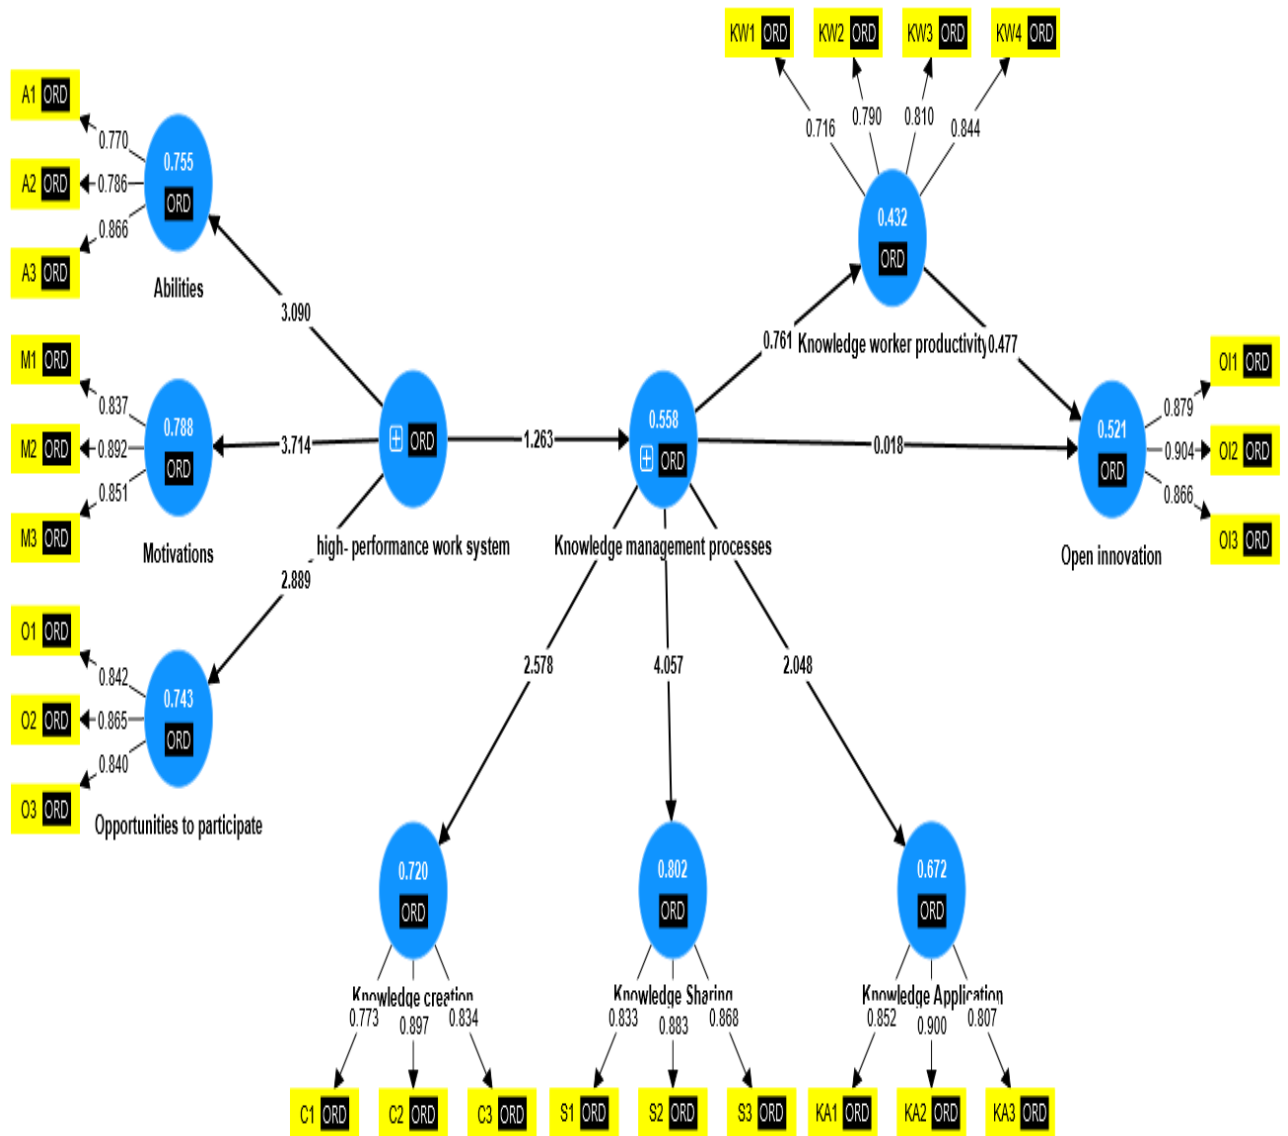 KW1 ORD
KW2 ORD
KW3 ORD
KW4 ORD
0.716
0.790
0.810
0.844
0.432
ORD
Knowledge worker productivity
A1 ORD
A2 ORD
A3 ORD
0.770
0.786
0.866
0.755
ORD
Abilities
3.090
M1 ORD
M2 ORD
M3 ORD
0.837
0.892
0.851
0.788
ORD
Motivations
3.714
+ ORD
high- performance work system
1.263
0.558
+ ORD
Knowledge management processes
0.761
0.477
0.018
0.521
ORD
Open innovation
0.879
0.904
0.866
OI1 ORD
OI2 ORD
OI3 ORD
2.889
O1 ORD
O2 ORD
O3 ORD
0.842
0.865
0.840
0.743
ORD
Opportunities to participate
2.578
4.057
2.048
0.720
ORD
Knowledge creation
0.773
0.897
0.834
C1 ORD
C2 ORD
C3 ORD
0.802
ORD
Knowledge Sharing
0.833
0.883
0.868
S1 ORD
S2 ORD
S3 ORD
0.672
ORD
Knowledge Application
0.852
0.900
0.807
KA1 ORD
KA2 ORD
KA3 ORD